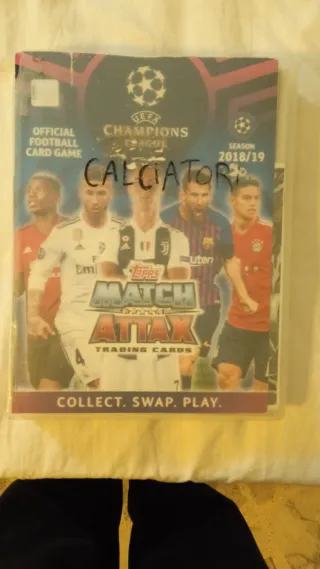 UEFA
CHAMPIONS
LEAGUE
OFFICIAL
FOOTBALL
CARD GAME
SEASON
2018/19
CALCIATORI
Topps
MATCH
ATTAX
TRADING CARDS
4
COLLECT. SWAP. PLAY.